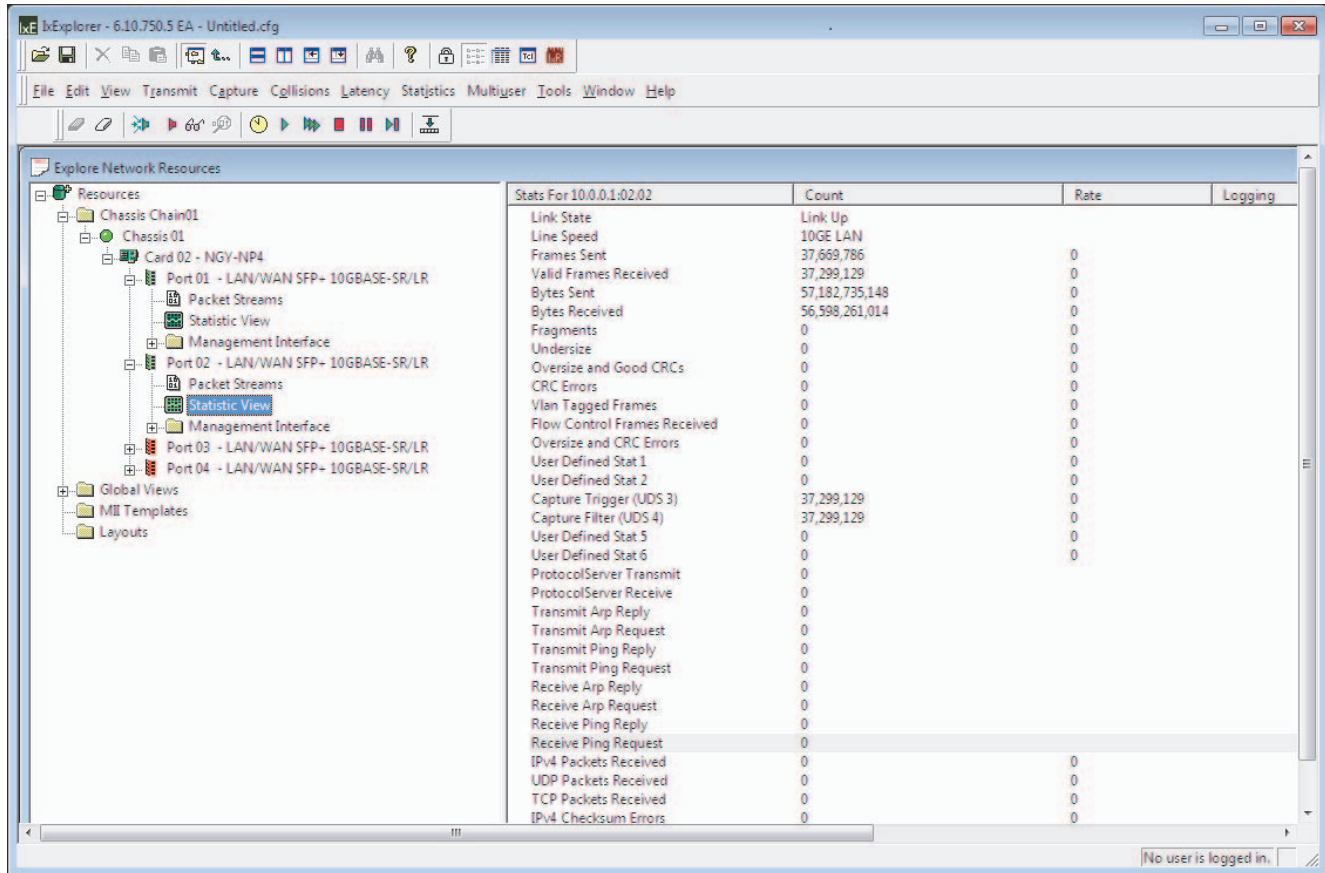 IxE IxExplorer - 6.10.750.5 EA - Untitled.cfg
Tcl
File Edit View Transmit Capture Collisions Latency Statistics Multiuser Tools Window Help
Explore Network Resources
Resources
Chassis Chain01
Chassis 01
Card 02 - NGY-NP4
Port 01 - LAN/WAN SFP+ 10GBASE-SR/LR
Packet Streams
Statistic View
Management Interface
Port 02 - LAN/WAN SFP+ 10GBASE-SR/LR
Packet Streams
Statistic View
Management Interface
Port 03 - LAN/WAN SFP+ 10GBASE-SR/LR
Port 04 - LAN/WAN SFP+ 10GBASE-SR/LR
Global Views
MII Templates
Layouts
Stats For 10.0.0.1:02.02 Count Rate Logging
Link State Link Up
Line Speed 10GE LAN
Frames Sent 37,669,786 0
Valid Frames Received 37,299,129 0
Bytes Sent 57,182,735,148 0
Bytes Received 56,598,261,014 0
Fragments 0 0
Undersize 0 0
Oversize and Good CRCs 0 0
CRC Errors 0 0
Vlan Tagged Frames 0 0
Flow Control Frames Received 0 0
Oversize and CRC Errors 0 0
User Defined Stat 1 0 0
User Defined Stat 2 0 0
Capture Trigger (UDS 3) 37,299,129 0
Capture Filter (UDS 4) 37,299,129 0
User Defined Stat 5 0 0
User Defined Stat 6 0 0
ProtocolServer Transmit 0
ProtocolServer Receive 0
Transmit Arp Reply 0
Transmit Arp Request 0
Transmit Ping Reply 0
Transmit Ping Request 0
Receive Arp Reply 0
Receive Arp Request 0
Receive Ping Reply 0
Receive Ping Request 0
IPv4 Packets Received 0 0
UDP Packets Received 0 0
TCP Packets Received 0 0
IPv4 Checksum Errors 0 0
No user is logged in.